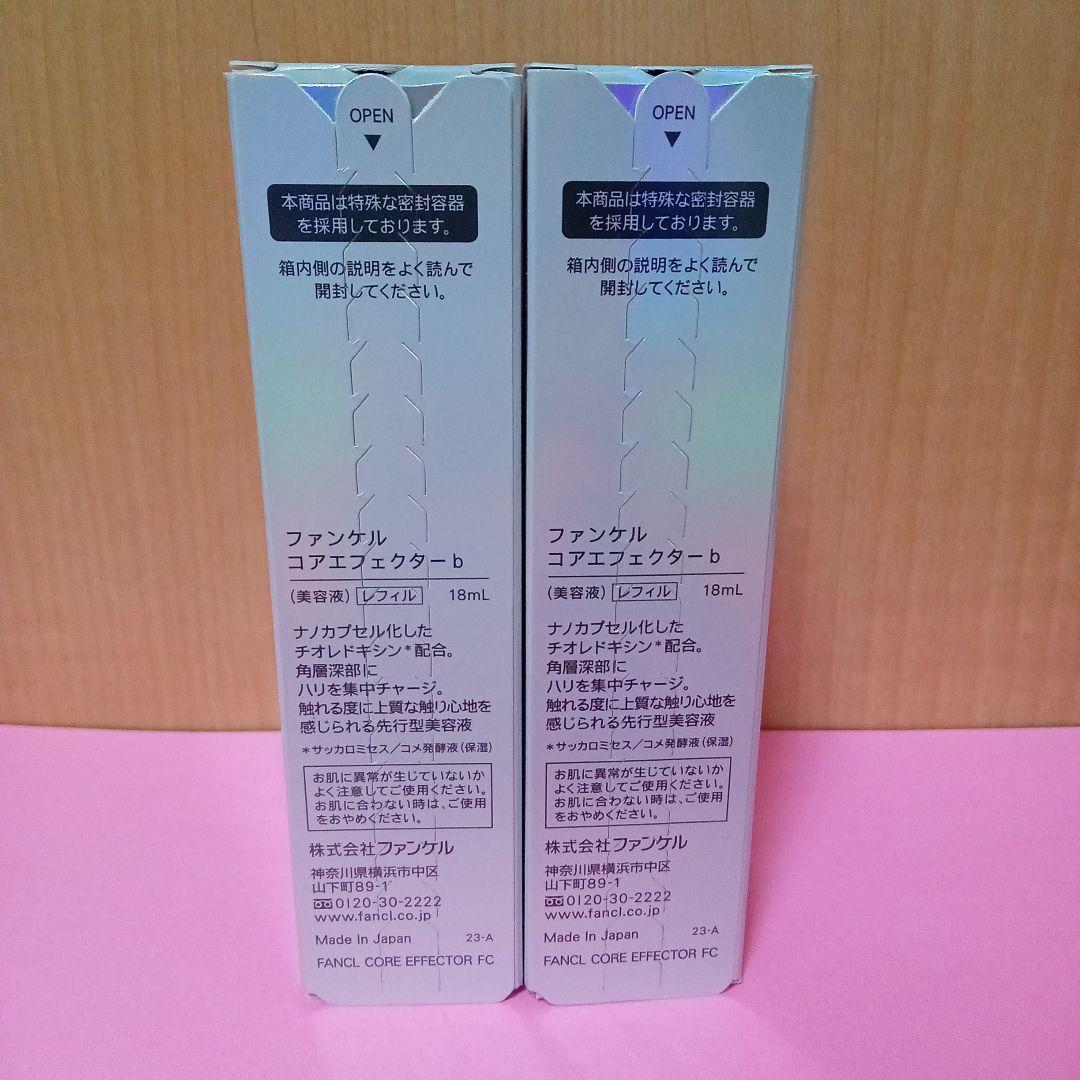 OPEN
▼
本商品は特殊な密封容器
を採用しております。
箱内側の説明をよく読んで
開封してください。
ファンケル
コアエフェクターb
(美容液) レフィル 18mL
ナノカプセル化した
チオレドキシン*配合。
角層深部に
ハリを集中チャージ。
触れる度に上質な触り心地を
感じられる先行型美容液
*サッカロミセス/コメ発酵液(保湿)
お肌に異常が生じていないか
よく注意してご使用ください。
お肌に合わない時は、ご使用
をおやめください。
株式会社ファンケル
神奈川県横浜市中区
山下町89-1
0120-30-2222
www.fancl.co.jp
Made In Japan 23-A
FANCL CORE EFFECTOR FC
OPEN
▼
本商品は特殊な密封容器
を採用しております。
箱内側の説明をよく読んで
開封してください。
ファンケル
コアエフェクターb
(美容液) レフィル 18mL
ナノカプセル化した
チオレドキシン*配合。
角層深部に
ハリを集中チャージ。
触れる度に上質な触り心地を
感じられる先行型美容液
*サッカロミセス/コメ発酵液(保湿)
お肌に異常が生じていないか
よく注意してご使用ください。
お肌に合わない時は、ご使用
をおやめください。
株式会社ファンケル
神奈川県横浜市中区
山下町89-1
0120-30-2222
www.fancl.co.jp
Made In Japan 23-A
FANCL CORE EFFECTOR FC